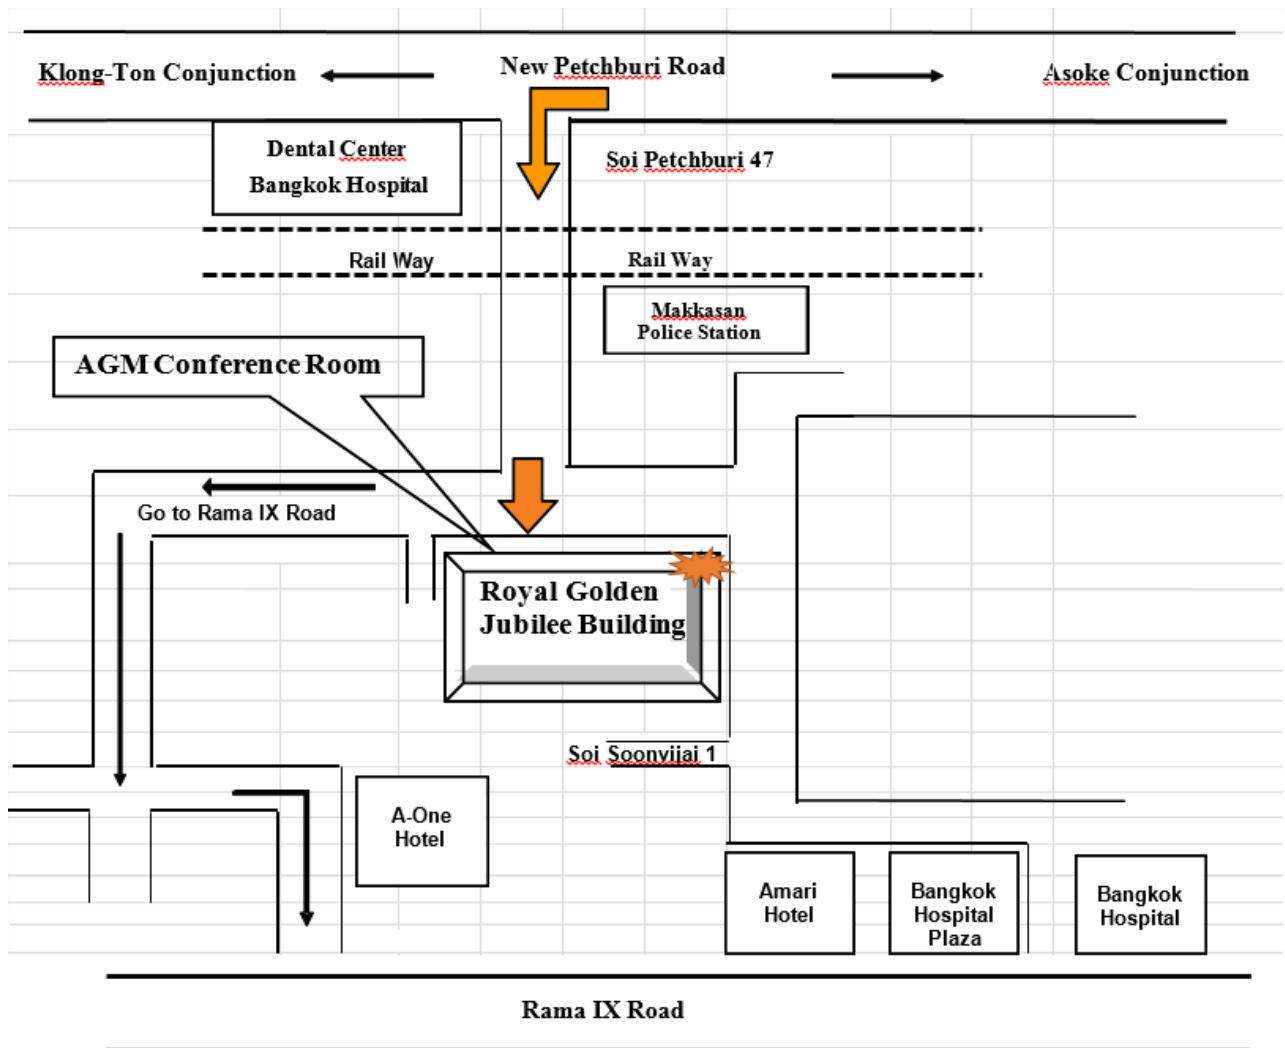 Klong-Ton Conjunction
New Petchburi Road
Asoke Conjunction
Dental Center
Bangkok Hospital
Soi Petchburi 47
Rail Way
Rail Way
Makkasan
Police Station
AGM Conference Room
Go to Rama IX Road
Royal Golden
Jubilee Building
Soi Soonvijai 1
A-One
Hotel
Amari
Hotel
Bangkok
Hospital
Plaza
Bangkok
Hospital
Rama IX Road